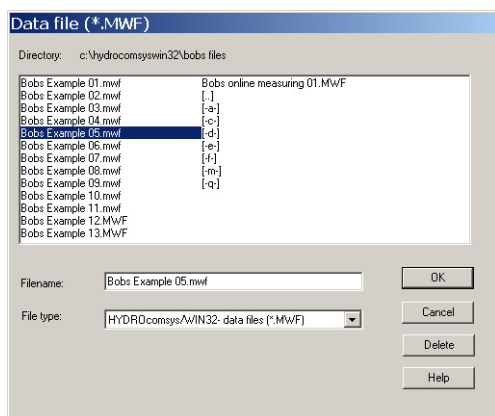 Data file (*.MWF)
Directory: c:\hydrocomsyswin32\bobs files
Bobs Example 01.mwf
Bobs Example 02.mwf
Bobs Example 03.mwf
Bobs Example 04.mwf
Bobs Example 05.mwf
Bobs Example 06.mwf
Bobs Example 07.mwf
Bobs Example 08.mwf
Bobs Example 09.mwf
Bobs Example 10.mwf
Bobs Example 11.mwf
Bobs Example 12.MWF
Bobs Example 13.MWF
Bobs online measuring 01.MWF
[..]
[-a-]
[-c-]
[-d-]
[-e-]
[-f-]
[-m-]
[-q-]
Filename: Bobs Example 05.mwf
File type: HYDROcomsys/WIN32- data files (*.MWF)
OK
Cancel
Delete
Help